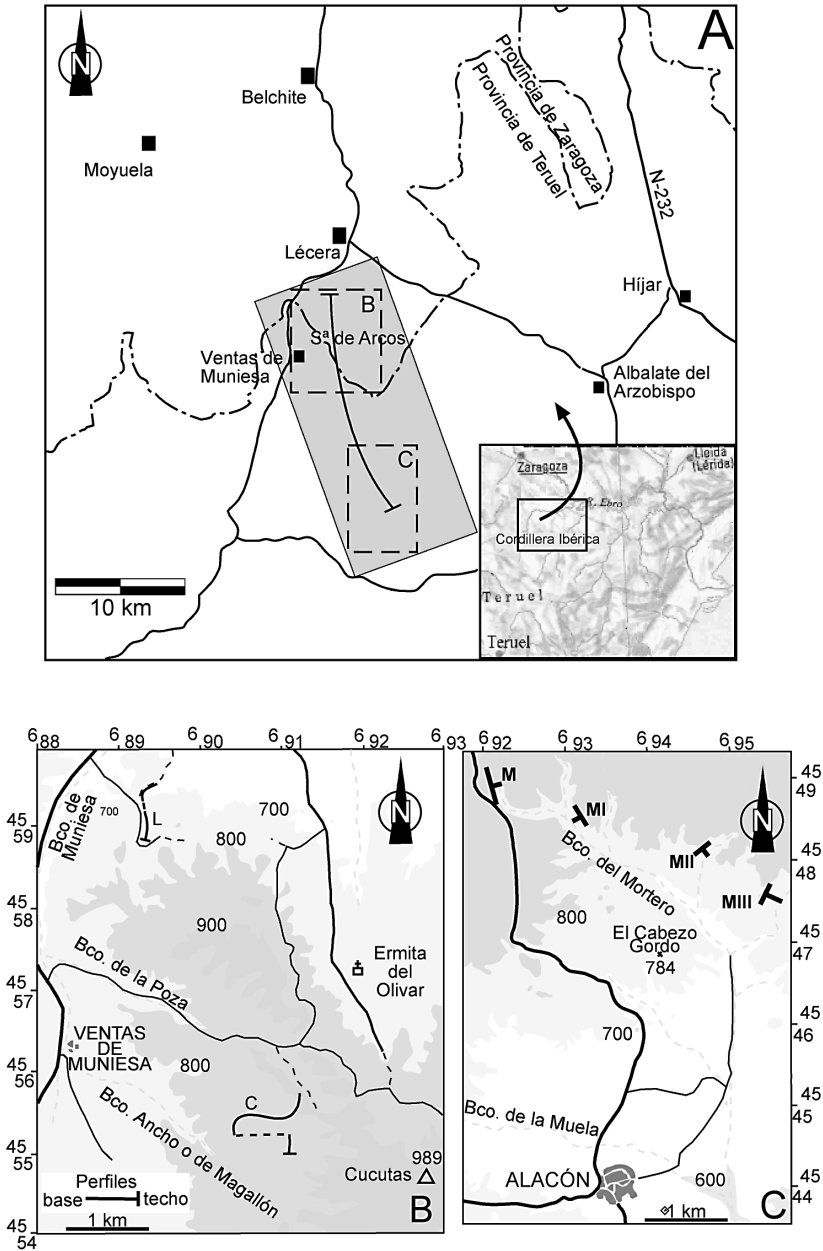 A
N
Belchite
Moyuela
Provincia de Zaragoza
Provincia de Teruel
N-232
Lécera
Híjar
B
Sª de Arcos
Ventas de
Muniesa
Albalate del
Arzobispo
C
Zaragoza
Lleida
(Lérida)
R. Ebro
Cordillera Ibérica
Teruel
Teruel
10 km
6 88
6 89
6 90
6 91
6 92
6 93
N
Bco. de
Muniesa
700
L
700
800
45 59
45 58
900
Bco. de la Poza
Ermita
del
Olivar
45 57
VENTAS
DE
MUNIESA
800
45 56
Bco. Ancho o de Magallón
C
45 55
989
Cucutas
Perfiles
base
techo
1 km
B
45 54
6 92
6 93
6 94
6 95
M
45 49
N
MI
Bco. del Mortero
MII
45 48
MIII
800
El Cabezo
Gordo
784
45 47
700
45 46
Bco. de la Muela
45 45
ALACÓN
600
45 44
1 km
C